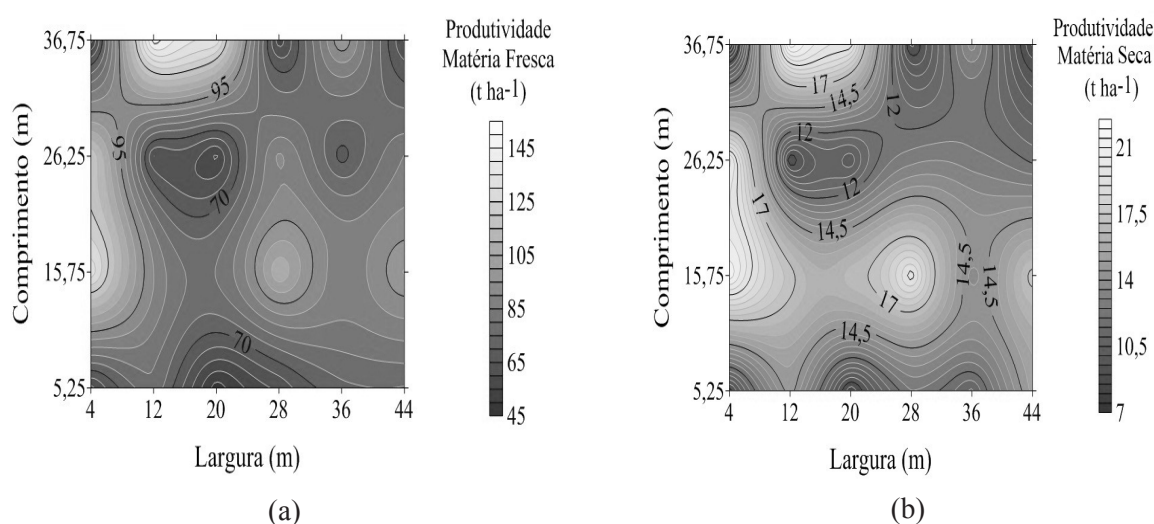 Produtividade
Matéria Fresca
(t ha-1)
145
125
105
85
65
45
Comprimento (m)
36,75
26,25
15,75
5,25
4 12 20 28 36 44
Largura (m)
95
95
70
70
(a)
Produtividade
Matéria Seca
(t ha-1)
21
17,5
14
10,5
7
Comprimento (m)
36,75
26,25
15,75
5,25
4 12 20 28 36 44
Largura (m)
17
14,5
12
12
12
17
14,5
17
14,5
14,5
14,5
(b)